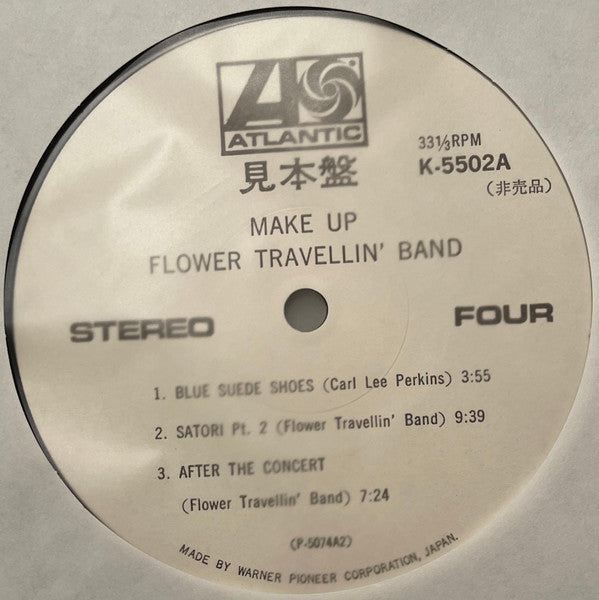 ATLANTIC
見本盤
33⅓RPM
K-5502A
(非売品)
MAKE UP
FLOWER TRAVELLIN' BAND
STEREO
FOUR
1. BLUE SUEDE SHOES (Carl Lee Perkins) 3:55
2. SATORI Pt. 2 (Flower Travellin' Band) 9:39
3. AFTER THE CONCERT
(Flower Travellin' Band) 7:24
(P-5074A2)
MADE BY WARNER PIONEER CORPORATION, JAPAN.